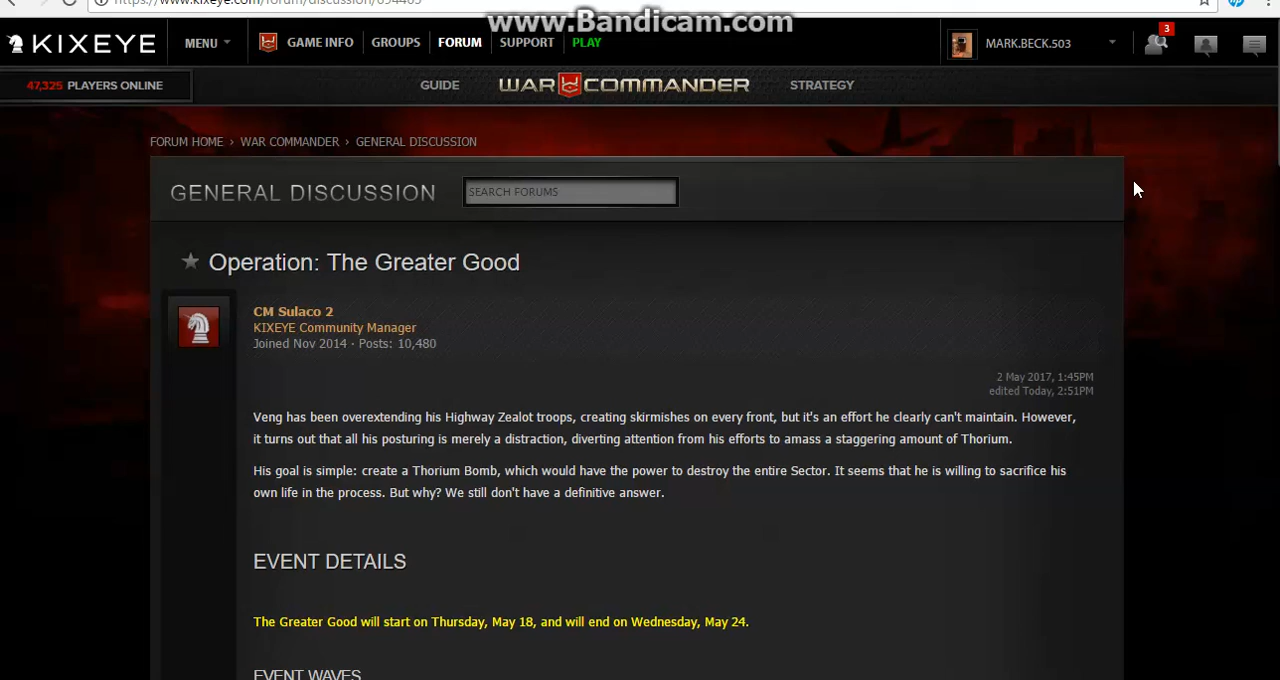 https://www.kixeye.com/forum/discussion/694465
www.Bandicam.com
KIXEYE
MENU
GAME INFO
GROUPS
FORUM
SUPPORT
PLAY
MARK.BECK.503
3
47,325 PLAYERS ONLINE
GUIDE
WAR COMMANDER
STRATEGY
FORUM HOME › WAR COMMANDER › GENERAL DISCUSSION
GENERAL DISCUSSION
SEARCH FORUMS
Operation: The Greater Good
CM Sulaco 2
KIXEYE Community Manager
Joined Nov 2014 · Posts: 10,480
2 May 2017, 1:45PM
edited Today, 2:51PM
Veng has been overextending his Highway Zealot troops, creating skirmishes on every front, but it's an effort he clearly can't maintain. However,
it turns out that all his posturing is merely a distraction, diverting attention from his efforts to amass a staggering amount of Thorium.
His goal is simple: create a Thorium Bomb, which would have the power to destroy the entire Sector. It seems that he is willing to sacrifice his
own life in the process. But why? We still don't have a definitive answer.
EVENT DETAILS
The Greater Good will start on Thursday, May 18, and will end on Wednesday, May 24.
EVENT WAVES